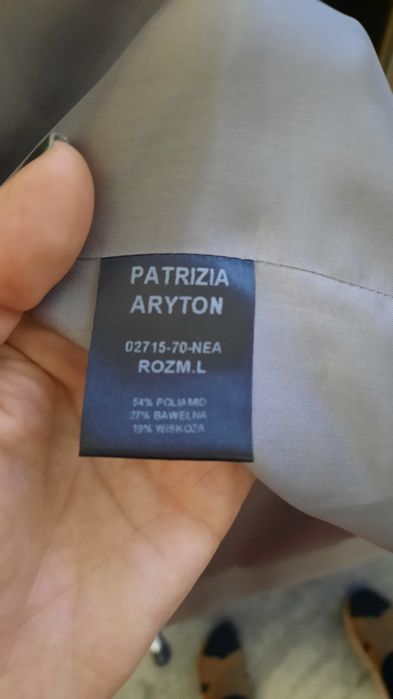 PATRIZIA
ARYTON
02715-70-NEA
ROZM.L
54% POLIAMID
27% BAWEŁNA
19% WISKOZA